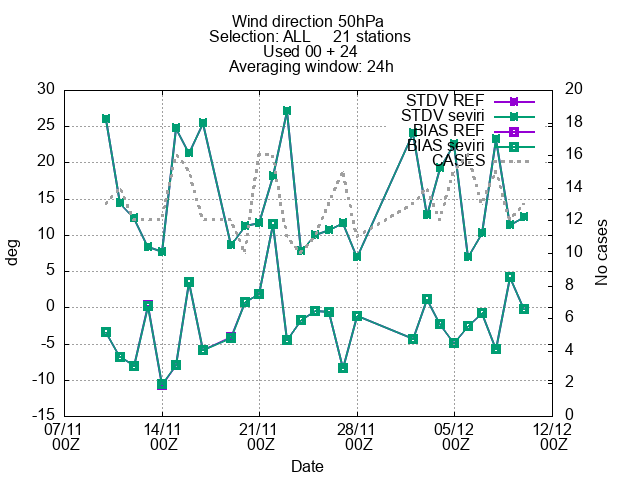 Wind direction 50hPa
Selection: ALL 21 stations
Used 00 + 24
Averaging window: 24h
STDV REF
STDV seviri
BIAS REF
BIAS seviri
CASES
30
25
20
15
10
5
0
-5
-10
-15
deg
20
18
16
14
12
10
8
6
4
2
0
No cases
07/11 14/11 21/11 28/11 05/12 12/12
00Z 00Z 00Z 00Z 00Z 00Z
Date